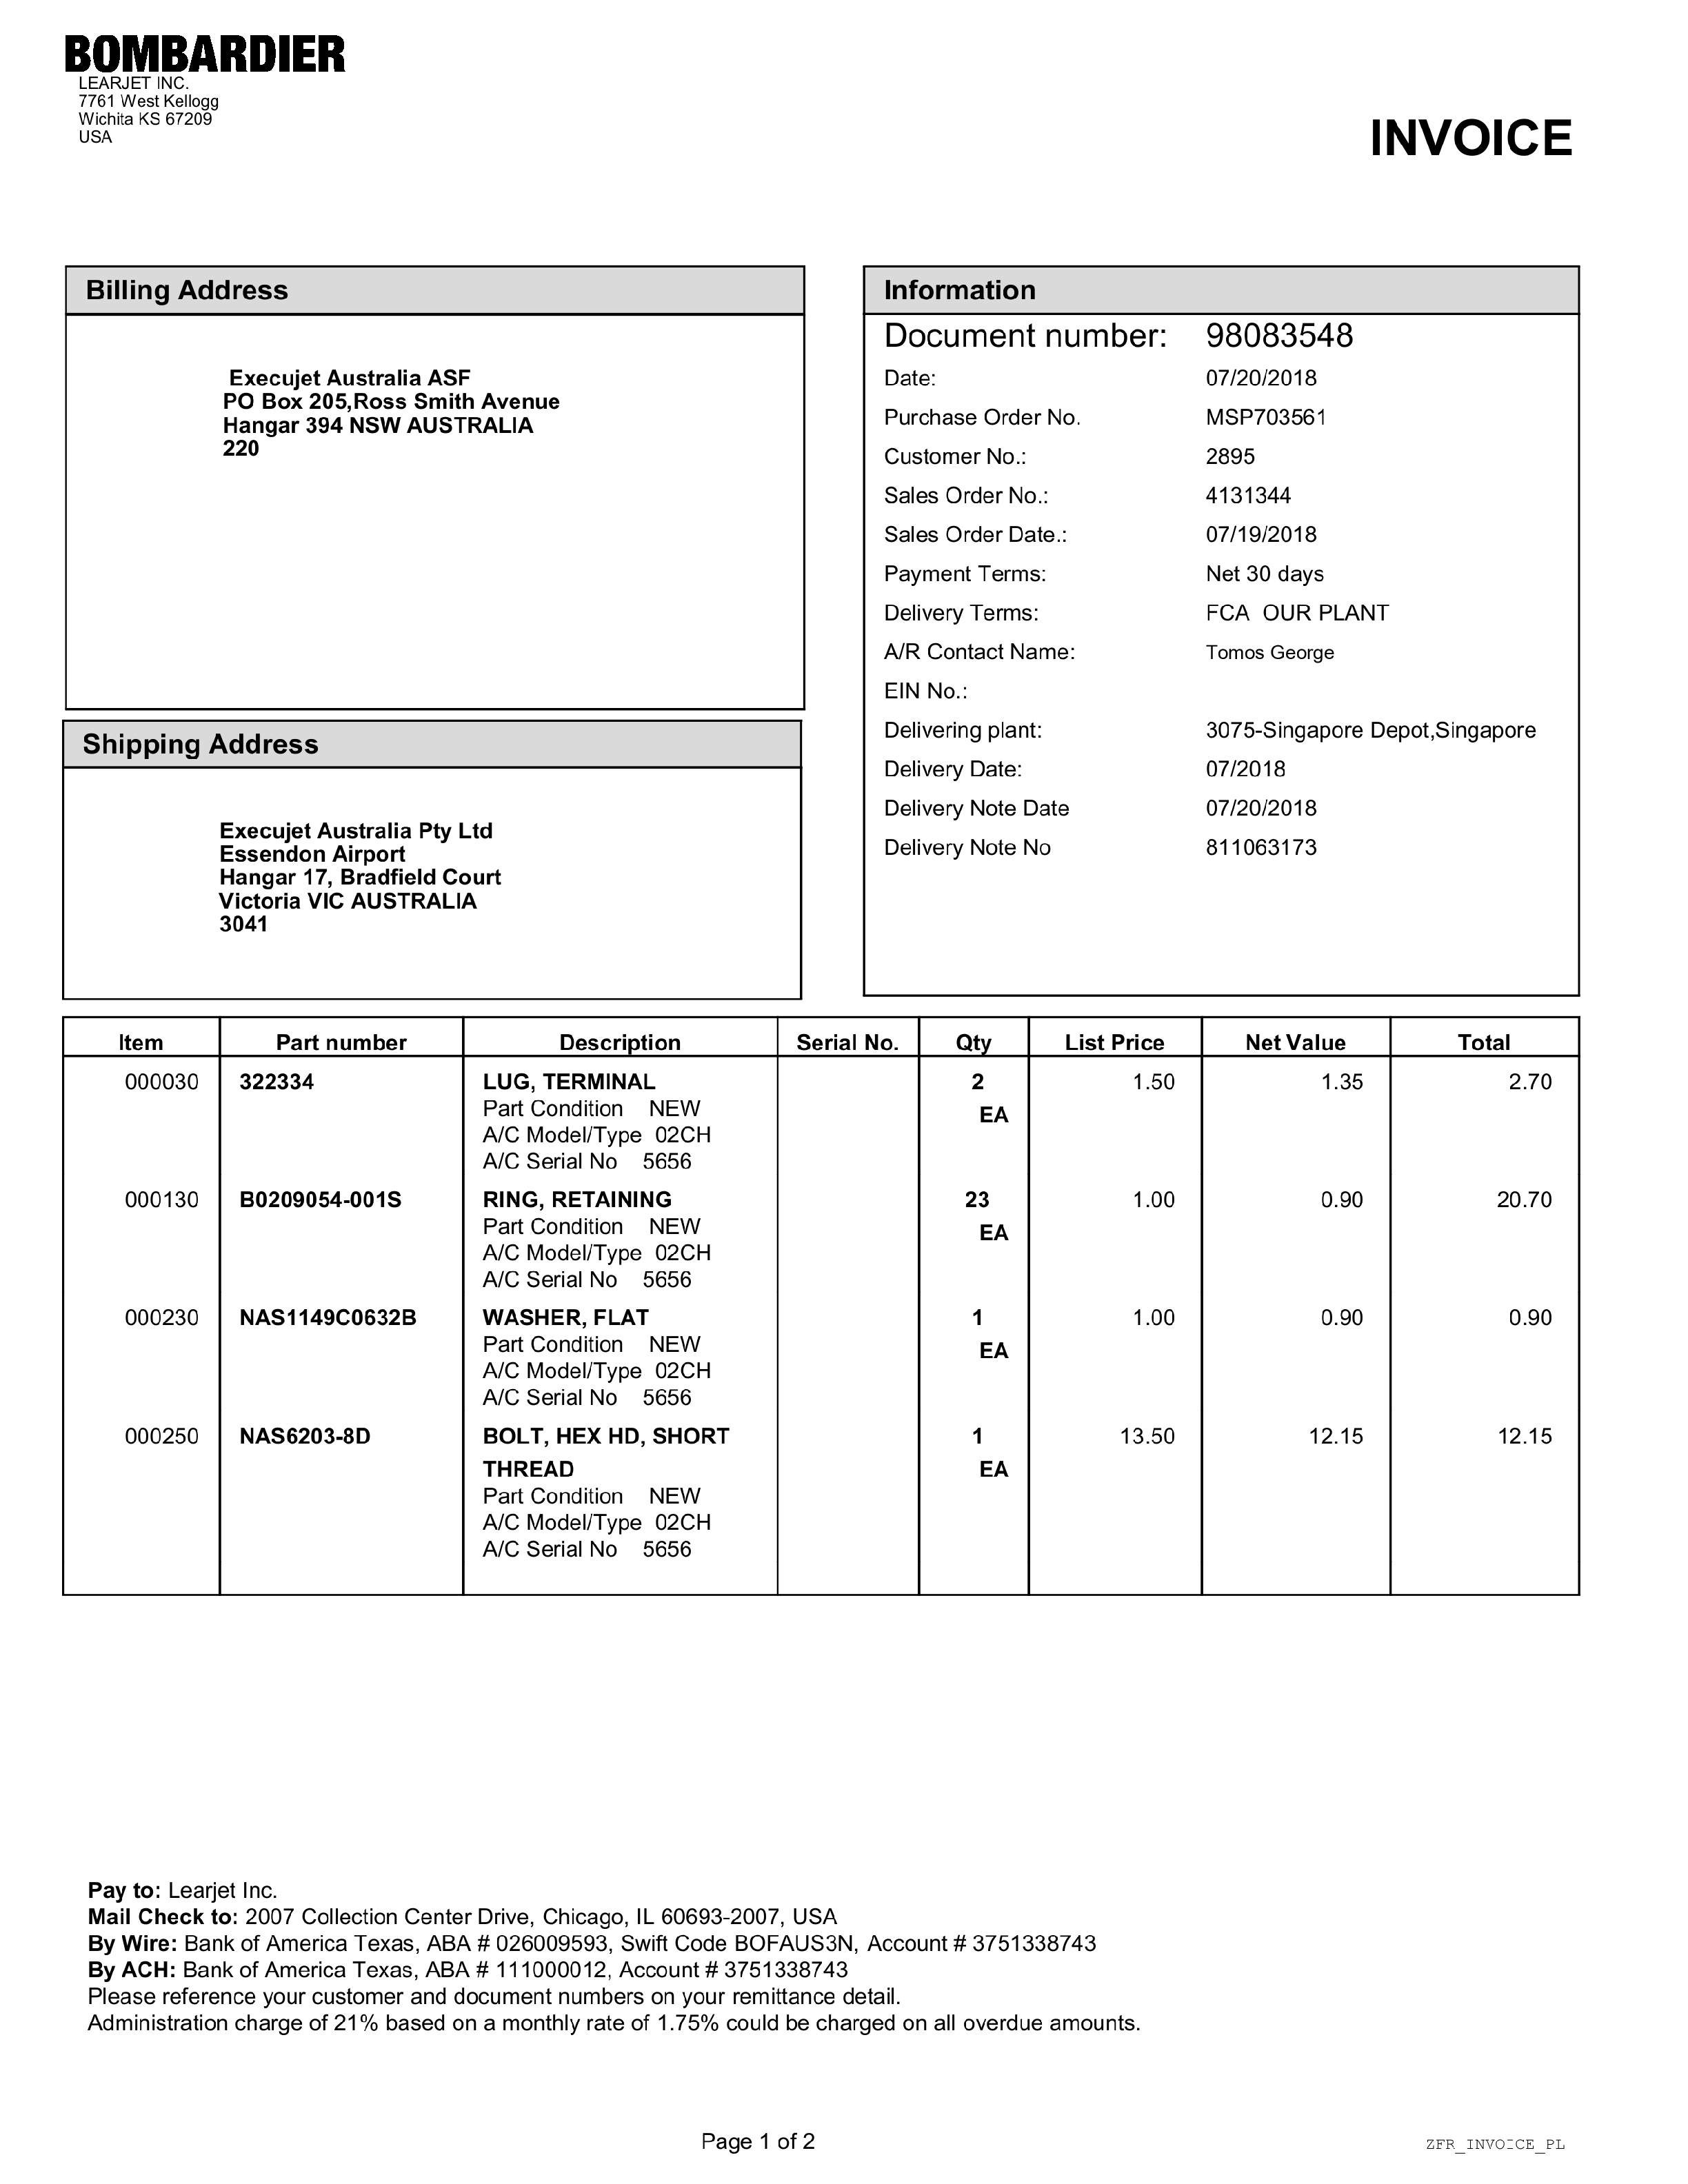 BOMBARDIER
LEARJET INC.
7761 West Kellogg
Wichita KS 67209
USA
INVOICE
Billing Address
Execujet Australia ASF
PO Box 205,Ross Smith Avenue
Hangar 394 NSW AUSTRALIA
220
Shipping Address
Execujet Australia Pty Ltd
Essendon Airport
Hangar 17, Bradfield Court
Victoria VIC AUSTRALIA
3041
Information
Document number: 98083548
Date: 07/20/2018
Purchase Order No. MSP703561
Customer No.: 2895
Sales Order No.: 4131344
Sales Order Date.: 07/19/2018
Payment Terms: Net 30 days
Delivery Terms: FCA OUR PLANT
A/R Contact Name: Tomos George
EIN No.:
Delivering plant: 3075-Singapore Depot,Singapore
Delivery Date: 07/2018
Delivery Note Date 07/20/2018
Delivery Note No 811063173
Item Part number Description Serial No. Qty List Price Net Value Total
000030 322334 LUG, TERMINAL 2 1.50 1.35 2.70
Part Condition NEW EA
A/C Model/Type 02CH
A/C Serial No 5656
000130 B0209054-001S RING, RETAINING 23 1.00 0.90 20.70
Part Condition NEW EA
A/C Model/Type 02CH
A/C Serial No 5656
000230 NAS1149C0632B WASHER, FLAT 1 1.00 0.90 0.90
Part Condition NEW EA
A/C Model/Type 02CH
A/C Serial No 5656
000250 NAS6203-8D BOLT, HEX HD, SHORT 1 13.50 12.15 12.15
THREAD EA
Part Condition NEW
A/C Model/Type 02CH
A/C Serial No 5656
Pay to: Learjet Inc.
Mail Check to: 2007 Collection Center Drive, Chicago, IL 60693-2007, USA
By Wire: Bank of America Texas, ABA # 026009593, Swift Code BOFAUS3N, Account # 3751338743
By ACH: Bank of America Texas, ABA # 111000012, Account # 3751338743
Please reference your customer and document numbers on your remittance detail.
Administration charge of 21% based on a monthly rate of 1.75% could be charged on all overdue amounts.
Page 1 of 2
ZFR_INVOICE_PL